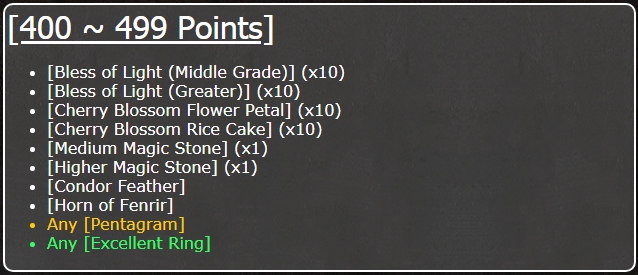 [400 ~ 499 Points]
[Bless of Light (Middle Grade)] (x10)
[Bless of Light (Greater)] (x10)
[Cherry Blossom Flower Petal] (x10)
[Cherry Blossom Rice Cake] (x10)
[Medium Magic Stone] (x1)
[Higher Magic Stone] (x1)
[Condor Feather]
[Horn of Fenrir]
Any [Pentagram]
Any [Excellent Ring]